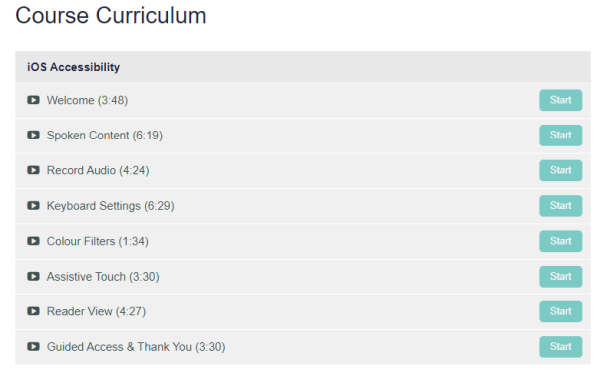 Course Curriculum
iOS Accessibility
Welcome (3:48) Start
Spoken Content (6:19) Start
Record Audio (4:24) Start
Keyboard Settings (6:29) Start
Colour Filters (1:34) Start
Assistive Touch (3:30) Start
Reader View (4:27) Start
Guided Access & Thank You (3:30) Start